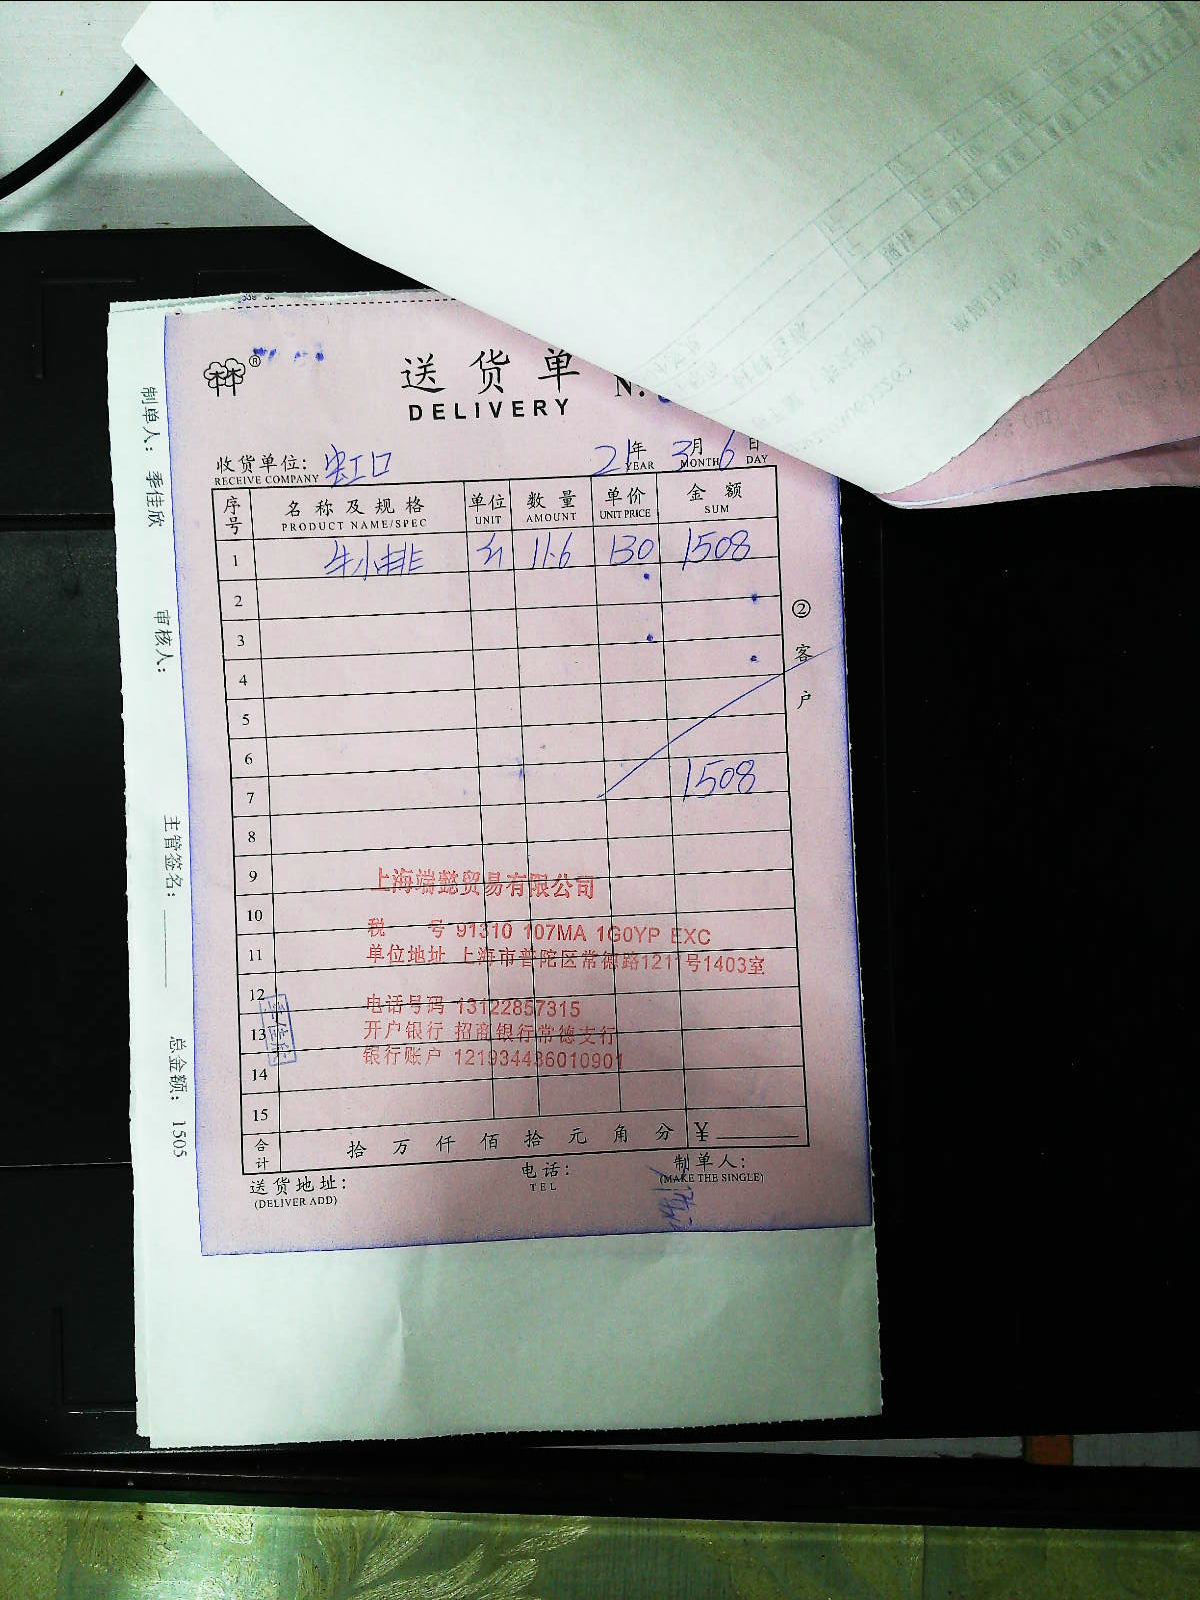 送货单 N.
DELIVERY
收货单位: 虹口 21年 3月 6日
RECEIVE COMPANY YEAR MONTH DAY
序号 名称及规格 单位 数量 单价 金额
PRODUCT NAME/SPEC UNIT AMOUNT UNIT PRICE SUM
1 牛小排 斤 11.6 130 1508
2
3
4
5
6
7 1508
8
9
10
11
12
13
14
15
上海端懿贸易有限公司
税 号 91310 107MA 1G0YP EXC
单位地址 上海市普陀区常德路1211号1403室
电话号码 13122857315
开户银行 招商银行常德支行
银行账户 121934436010901
合计 拾 万 仟 佰 拾 元 角 分 ¥
送货地址: 电话: 制单人:
(DELIVER ADD) TEL (MAKE THE SINGLE)
② 客户
制单人: 季佳欣 审核人: 主管签名: 总金额: 1505